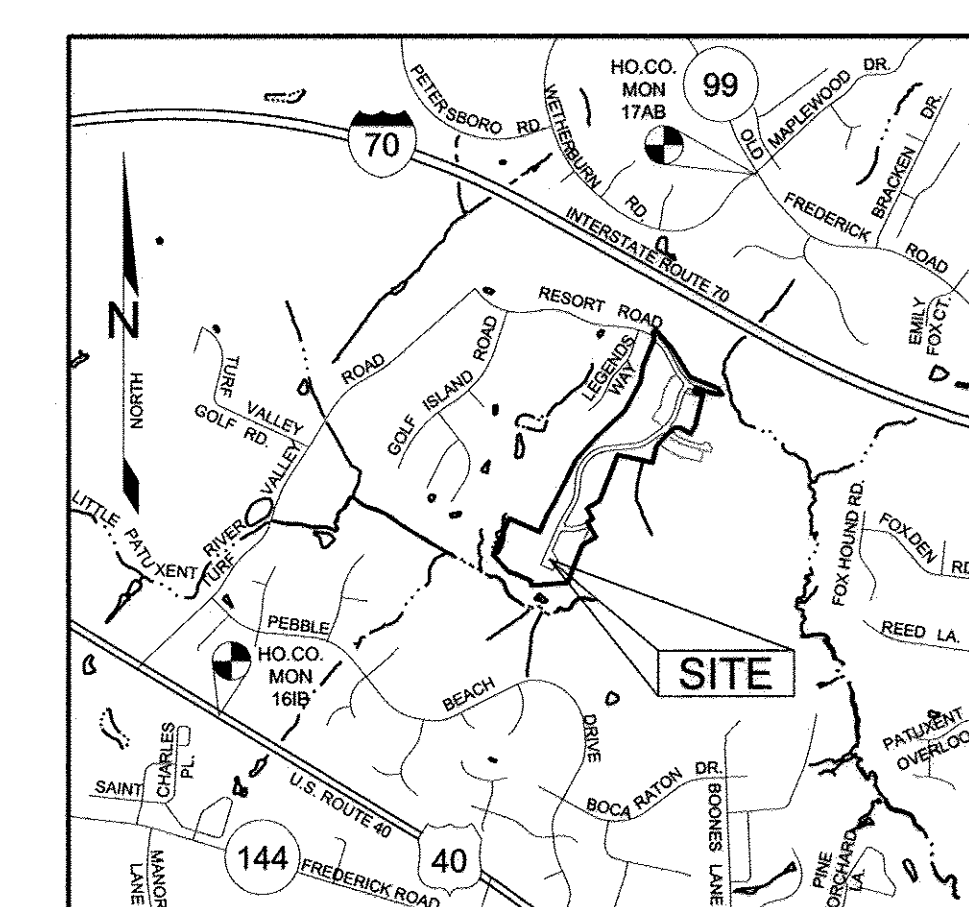 HO.CO.
MON
17AB
99
DR.
MAPLEWOOD
OLD
PETERSBORO RD.
WETHERBURN
RD.
70
BRACKEN DR.
FREDERICK
ROAD
INTERSTATE ROUTE 70
EMILY
FOX CT.
RESORT ROAD
LEGENDS
WAY
GOLF ISLAND ROAD
N
NORTH
TURF
VALLEY
GOLF RD.
ROAD
VALLEY
TURF
LITTLE PATUXENT RIVER
FOX HOUND RD.
FOXDEN RD
REED LA.
PEBBLE
BEACH
DRIVE
HO.CO.
MON
16IB
SITE
PATUXENT
OVERLOO
SAINT
CHARLES
PL.
U.S. ROUTE 40
BOCA RATON DR.
BOONES LANE
PINE
ORCHARD
LA.
144
FREDERICK ROAD
40
MANOR
LANE